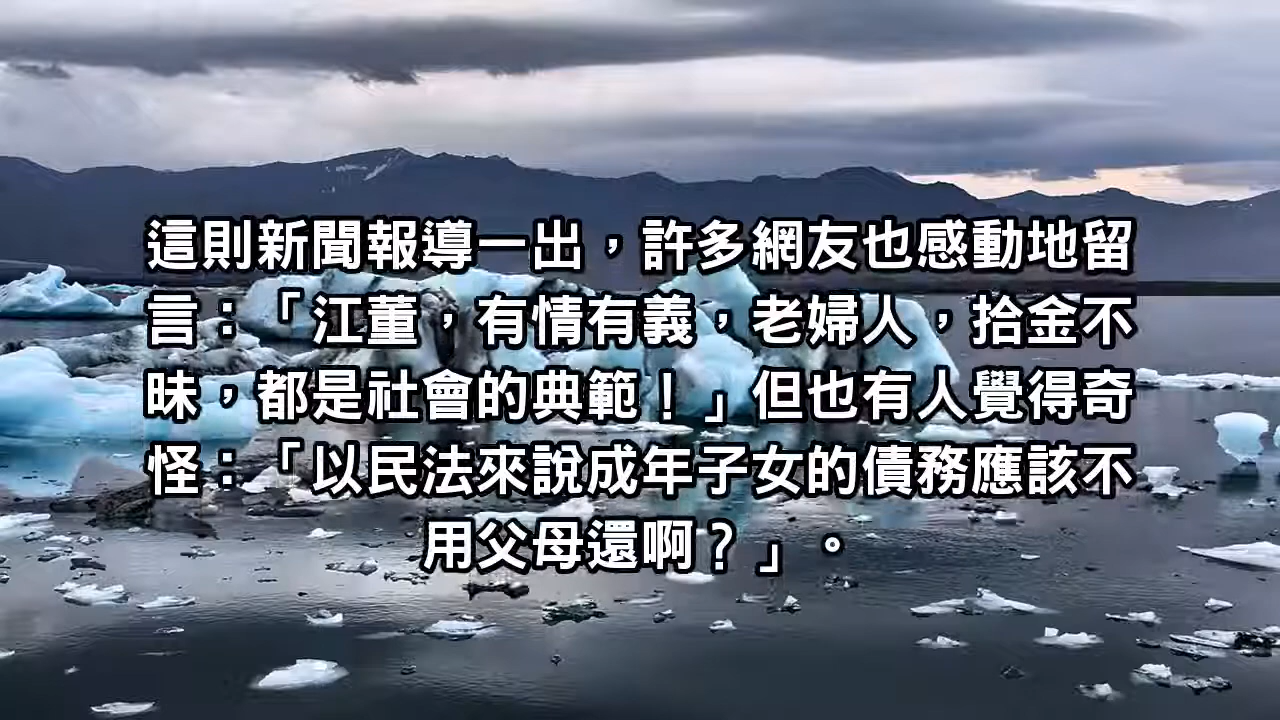 這則新聞報導一出，許多網友也感動地留
言：「江董，有情有義，老婦人，拾金不
昧，都是社會的典範！」但也有人覺得奇
怪：「以民法來說成年子女的債務應該不
用父母還啊？」。